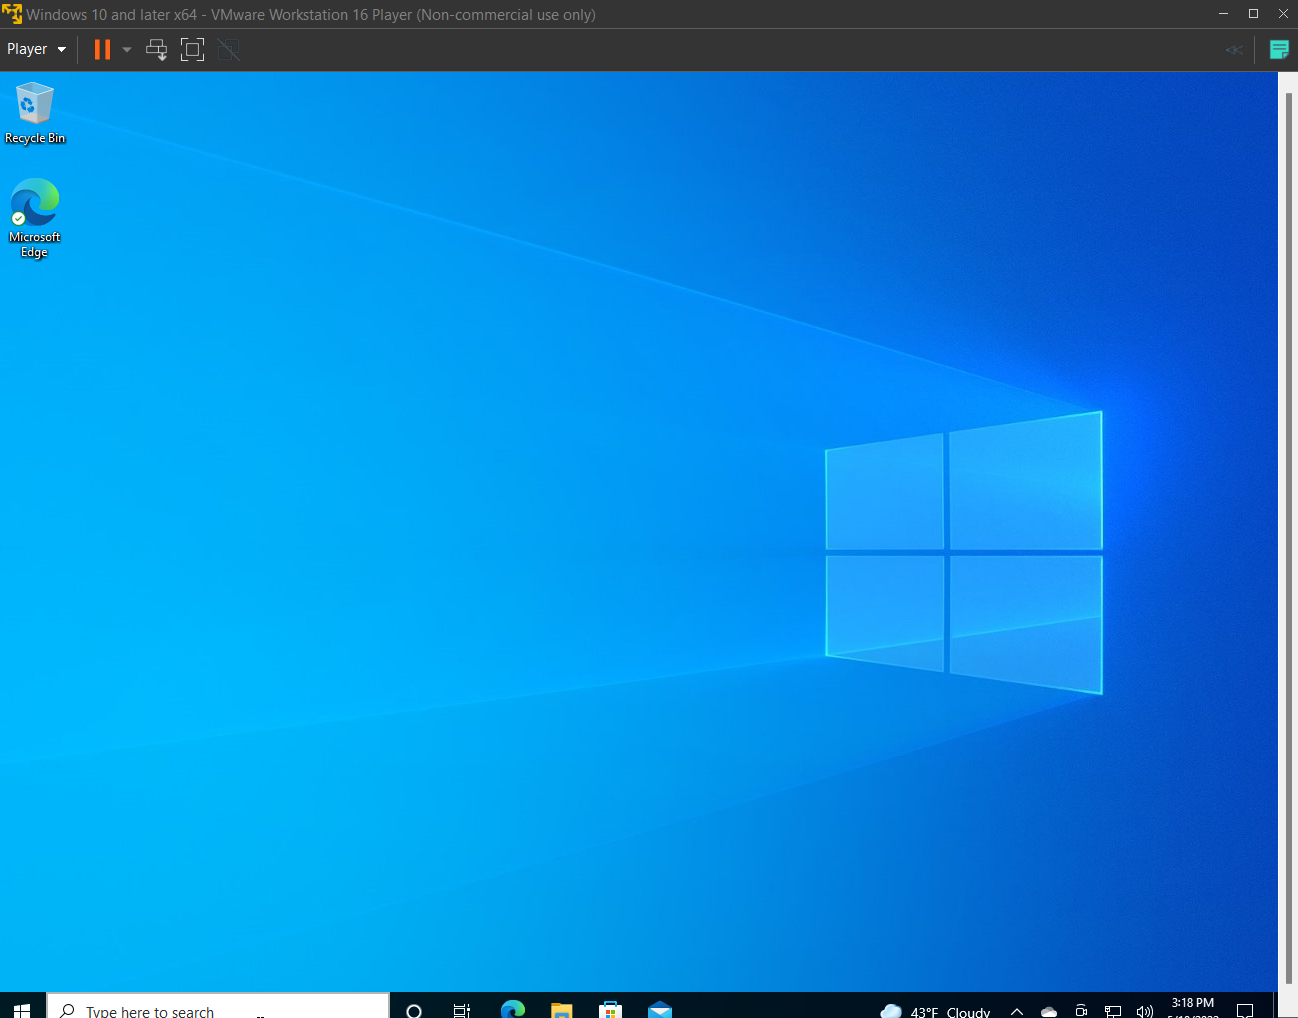 Windows 10 and later x64 - VMware Workstation 16 Player (Non-commercial use only)
Player
Recycle Bin
Microsoft
Edge
Type here to search
43°F Cloudy
3:18 PM